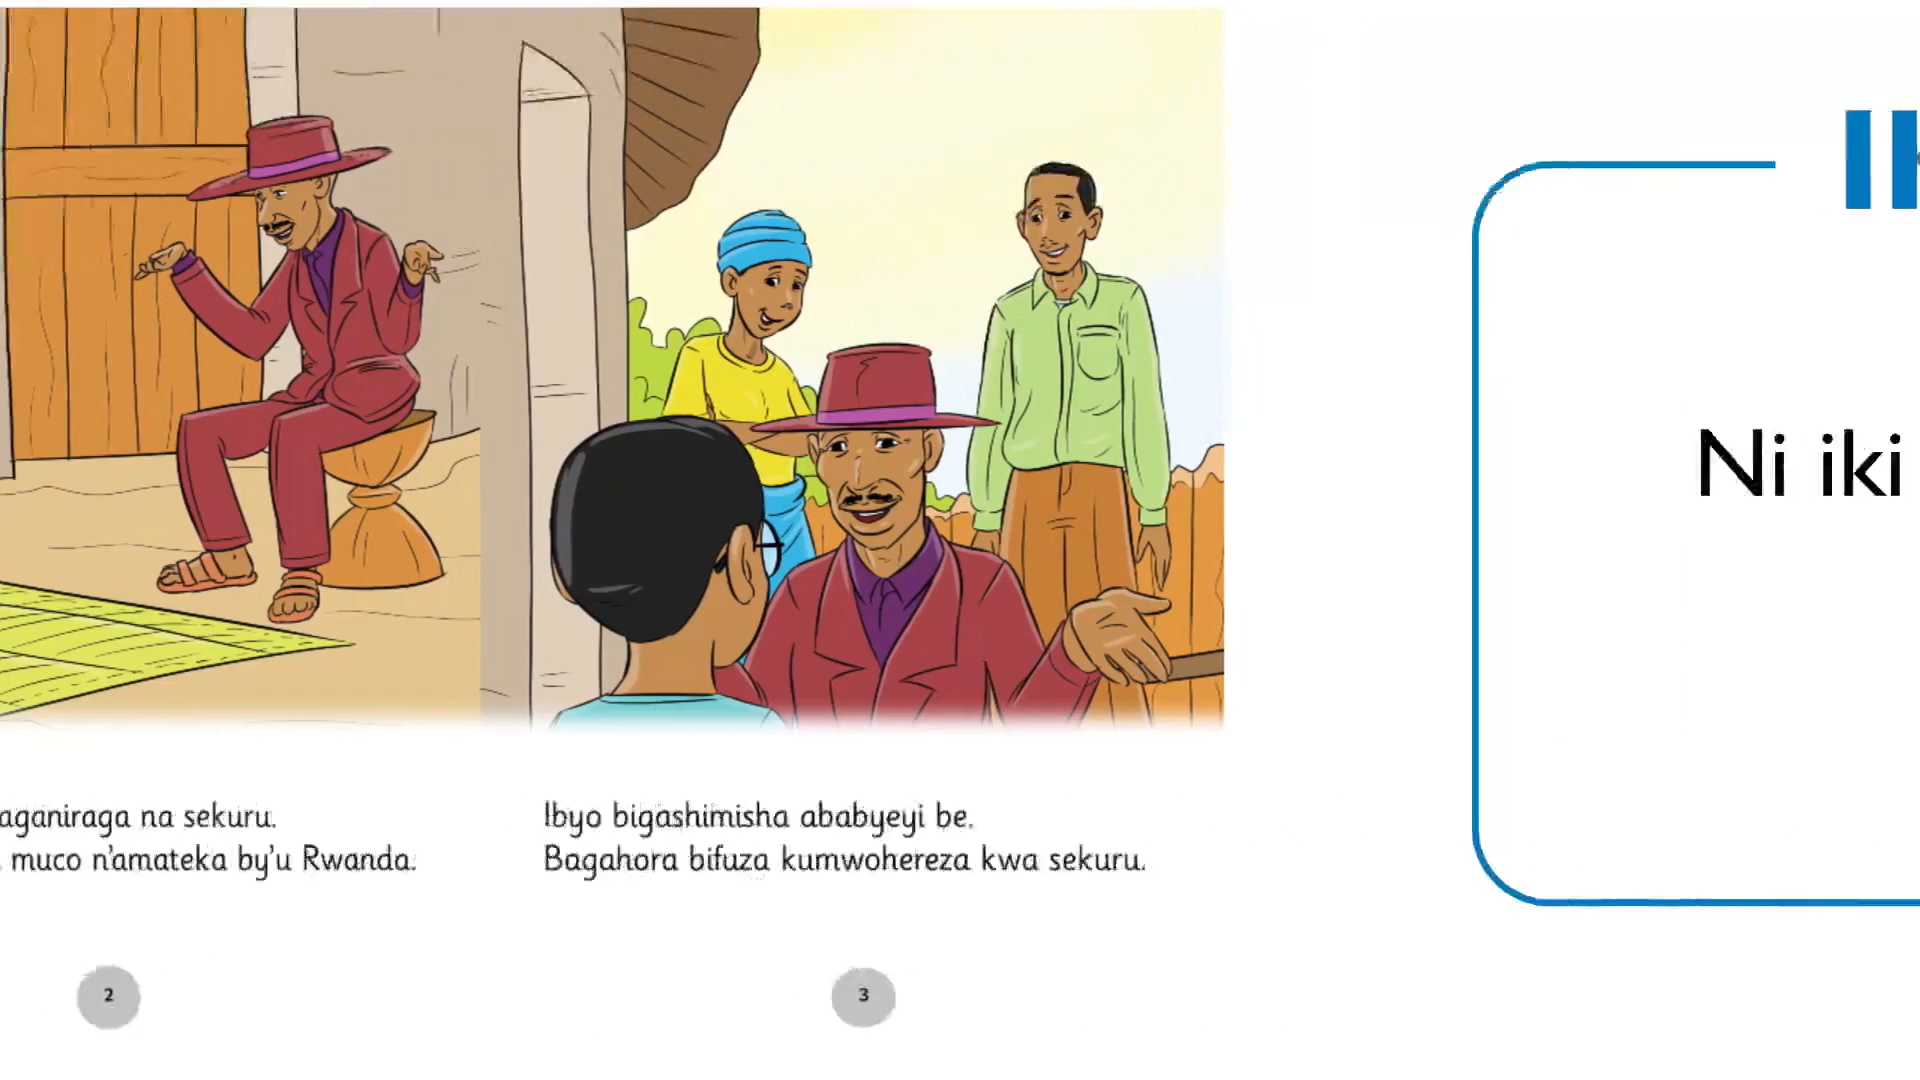 aganiraga na sekuru.
muco n'amateka by'u Rwanda.
2
Ibyo bigashimisha ababyeyi be.
Bagahora bifuza kumwohereza kwa sekuru.
3
Ni iki